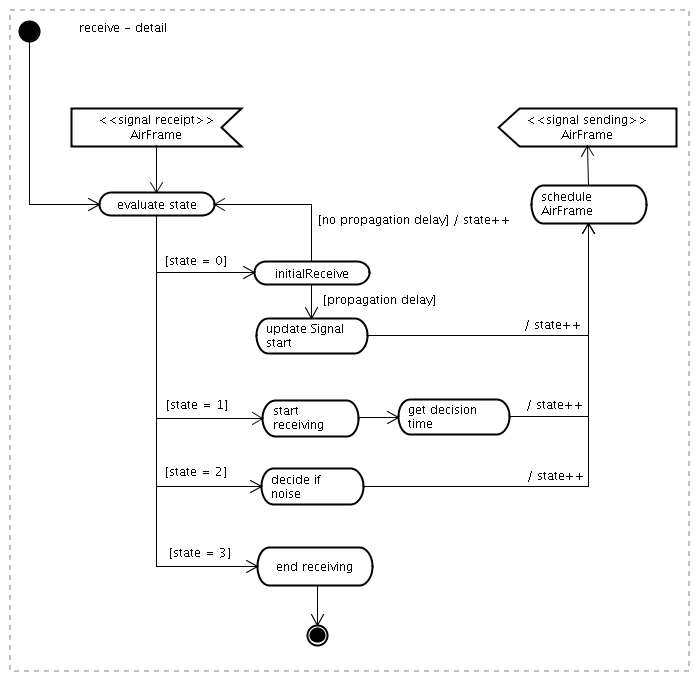 receive - detail
<<signal receipt>>
AirFrame
<<signal sending>>
AirFrame
evaluate state
schedule
AirFrame
[no propagation delay] / state++
[state = 0]
initialReceive
[propagation delay]
update Signal
start
/ state++
[state = 1]
start
receiving
get decision
time
/ state++
[state = 2]
decide if
noise
/ state++
[state = 3]
end receiving